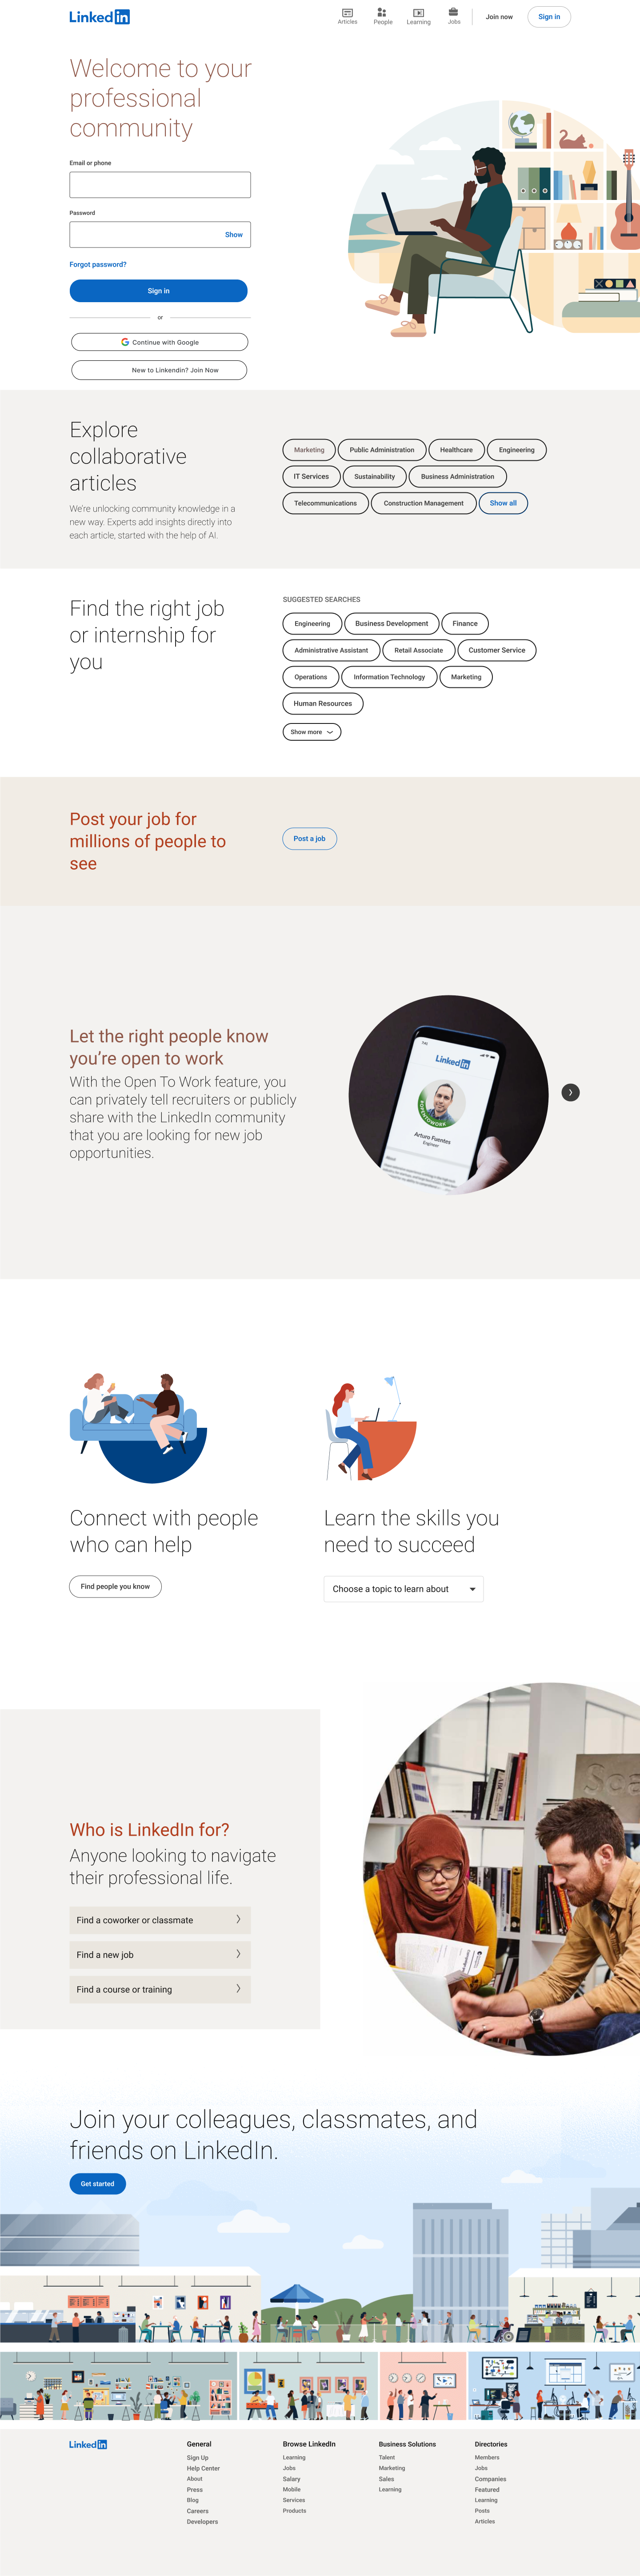 Linked in
Articles
People
Learning
Jobs
Join now
Sign in
Welcome to your
professional
community
Email or phone
Password
Show
Forgot password?
Sign in
or
Continue with Google
New to Linkendin? Join Now
Explore
collaborative
articles
We're unlocking community knowledge in a
new way. Experts add insights directly into
each article, started with the help of AI.
Marketing
Public Administration
Healthcare
Engineering
IT Services
Sustainability
Business Administration
Telecommunications
Construction Management
Show all
Find the right job
or internship for
you
SUGGESTED SEARCHES
Engineering
Business Development
Finance
Administrative Assistant
Retail Associate
Customer Service
Operations
Information Technology
Marketing
Human Resources
Show more
Post your job for
millions of people to
see
Post a job
Let the right people know
you're open to work
With the Open To Work feature, you
can privately tell recruiters or publicly
share with the LinkedIn community
that you are looking for new job
opportunities.
Linked in
#OPENTOWORK
Arturo Fuentes
Engineer
Connect with people
who can help
Find people you know
Learn the skills you
need to succeed
Choose a topic to learn about
Who is LinkedIn for?
Anyone looking to navigate
their professional life.
Find a coworker or classmate
Find a new job
Find a course or training
Join your colleagues, classmates, and
friends on LinkedIn.
Get started
Linked in
General
Sign Up
Help Center
About
Press
Blog
Careers
Developers
Browse LinkedIn
Learning
Jobs
Salary
Mobile
Services
Products
Business Solutions
Talent
Marketing
Sales
Learning
Directories
Members
Jobs
Companies
Featured
Learning
Posts
Articles